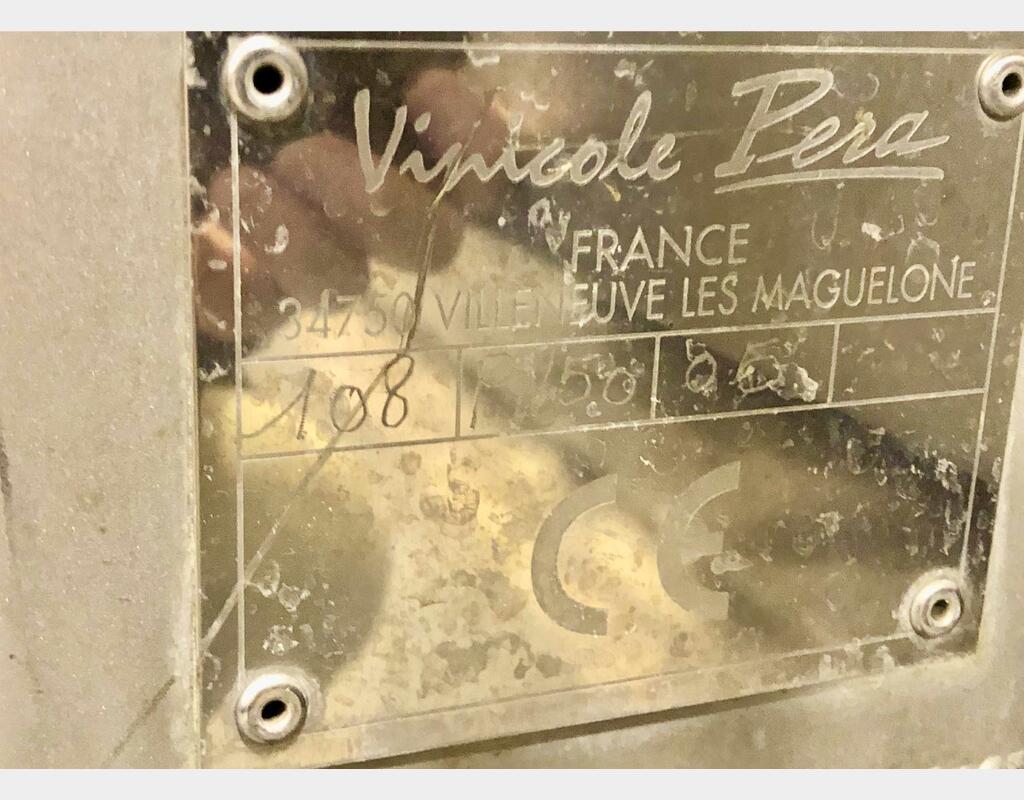 Vinicole Pera
FRANCE
34750 VILLENEUVE LES MAGUELONE
108
CE